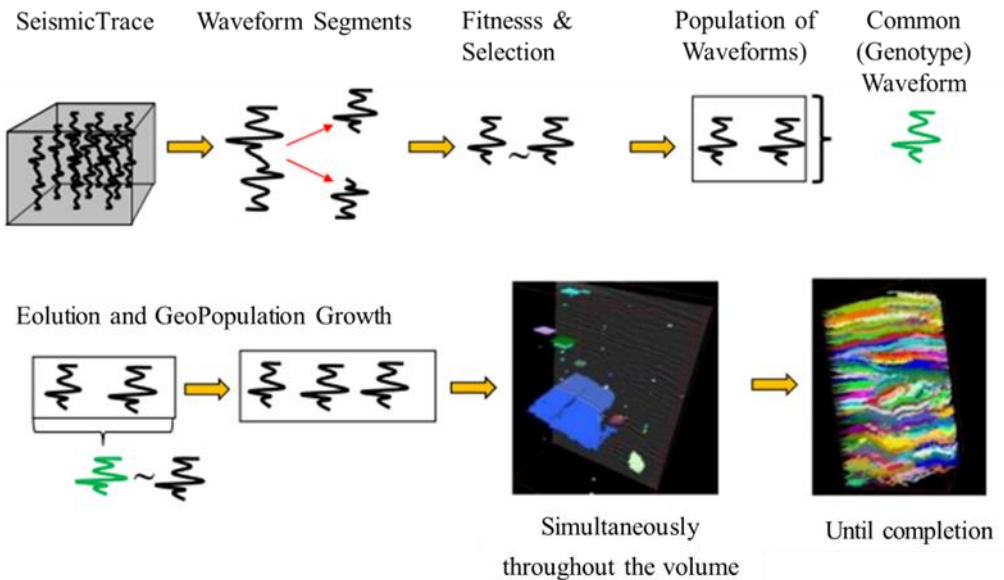 SeismicTrace
Waveform Segments
Fitnesss &
Selection
Population of
Waveforms)
Common
(Genotype)
Waveform
~
Eolution and GeoPopulation Growth
~
Simultaneously
throughout the volume
Until completion